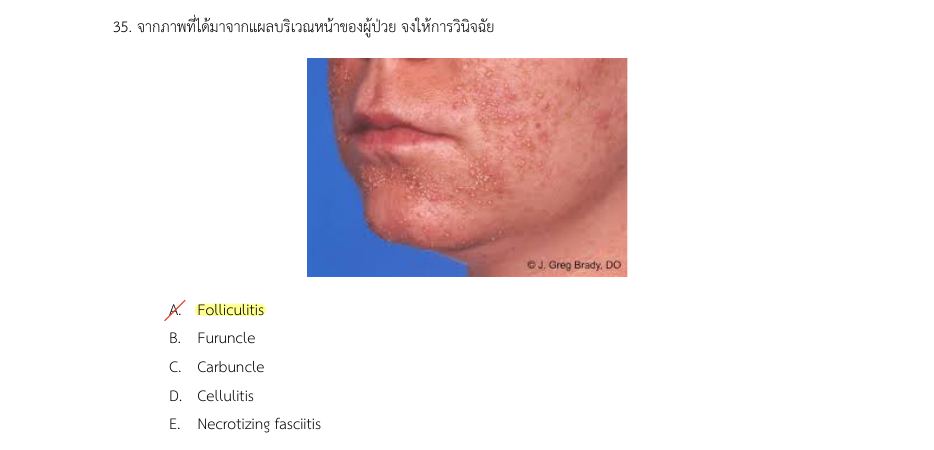 35. จากภาพที่ได้มาจากแผลบริเวณหน้าของผู้ป่วย จงให้การวินิจฉัย
© J. Greg Brady, DO
A. Folliculitis
B. Furuncle
C. Carbuncle
D. Cellulitis
E. Necrotizing fasciitis